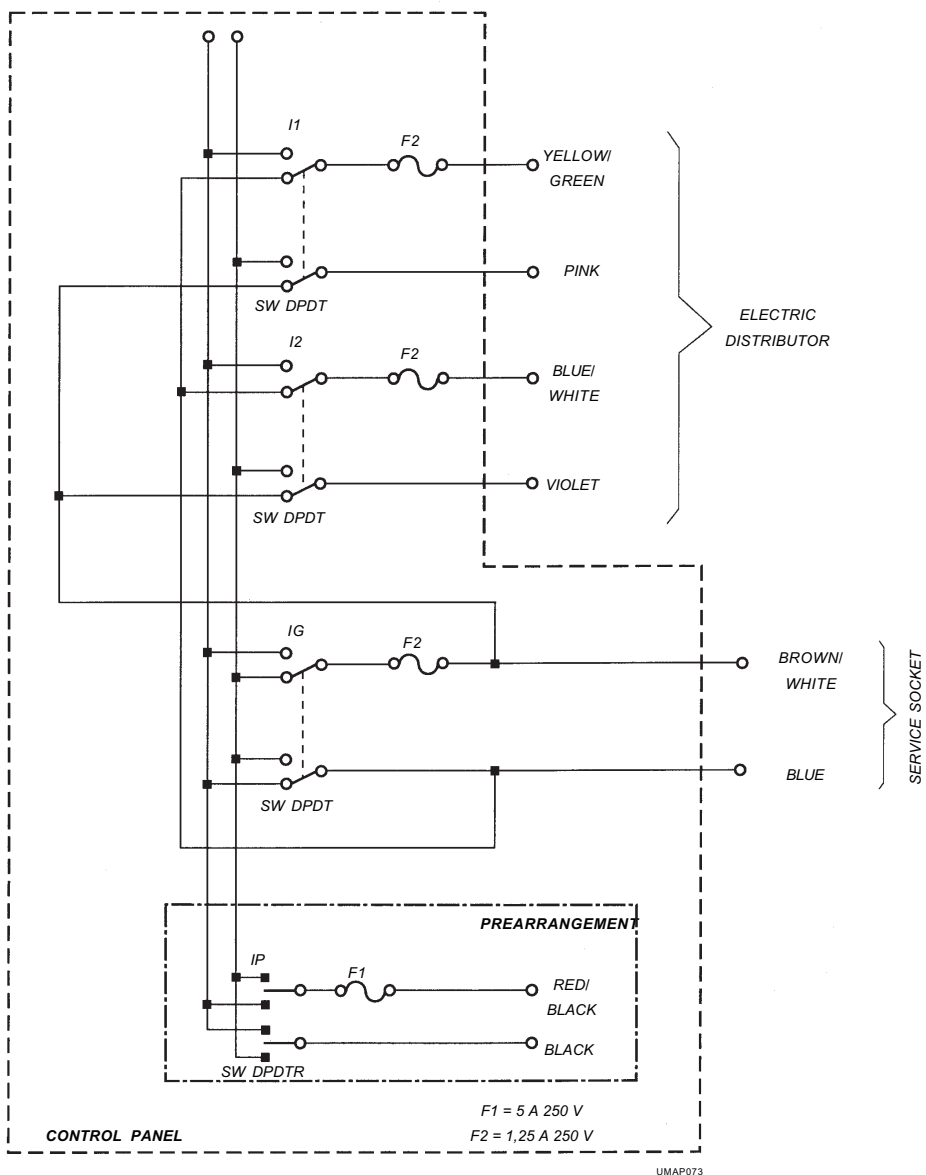 I1
F2
YELLOW/
GREEN
PINK
SW DPDT
ELECTRIC
DISTRIBUTOR
I2
F2
BLUE/
WHITE
VIOLET
SW DPDT
IG
F2
BROWN/
WHITE
SERVICE SOCKET
BLUE
SW DPDT
PREARRANGEMENT
IP
F1
RED/
BLACK
BLACK
SW DPDTR
F1 = 5 A 250 V
CONTROL PANEL
F2 = 1,25 A 250 V
UMAP073